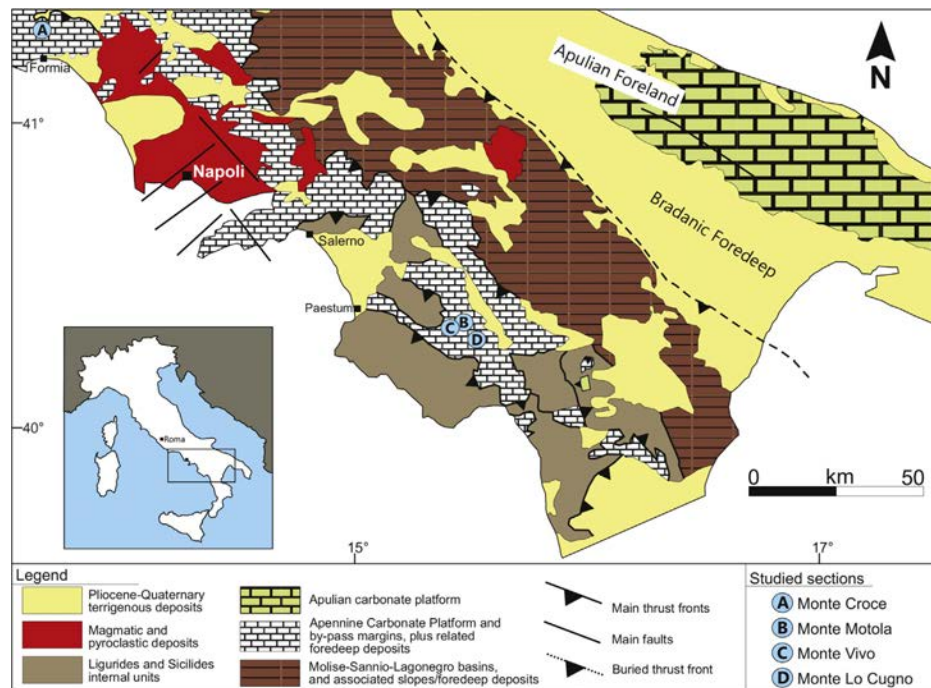 A
Formia
Apulian Foreland
N
41°
Napoli
Bradanic Foredeep
Salerno
Paestum
B
C
D
40°
Roma
0 km 50
15°
17°
Legend
Pliocene-Quaternary
terrigenous deposits
Magmatic and
pyroclastic deposits
Ligurides and Sicilides
internal units
Apulian carbonate platform
Apennine Carbonate Platform and
by-pass margins, plus related
foredeep deposits
Molise-Sannio-Lagonegro basins,
and associated slopes/foredeep deposits
Main thrust fronts
Main faults
Buried thrust front
Studied sections
A Monte Croce
B Monte Motola
C Monte Vivo
D Monte Lo Cugno